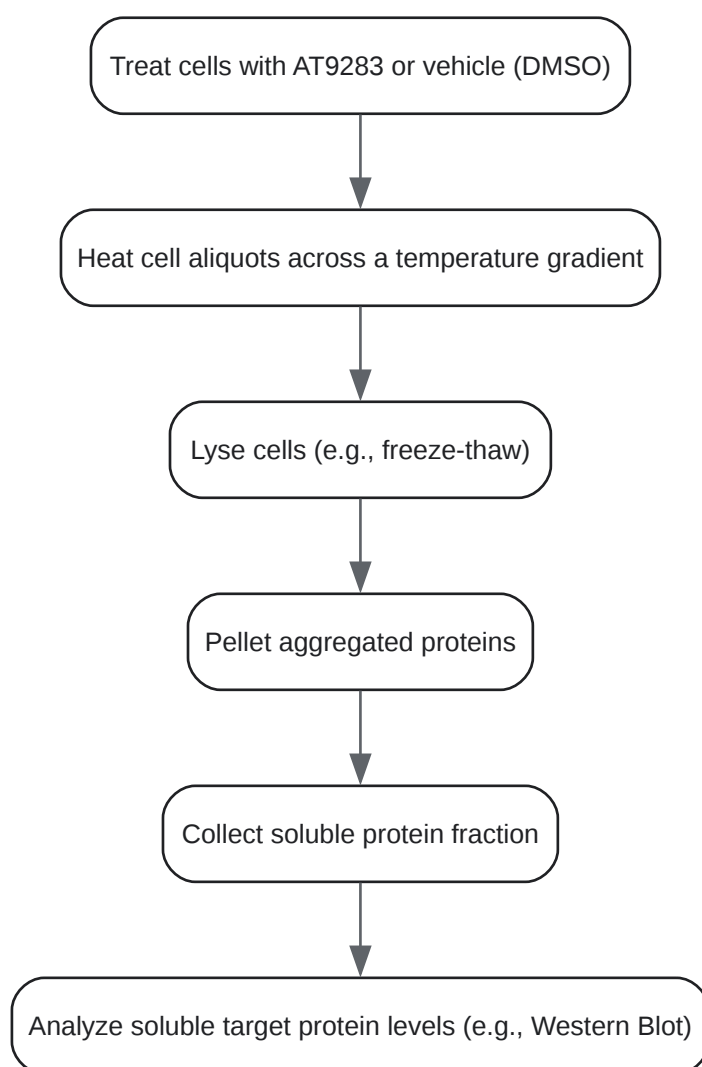 Treat cells with AT9283 or vehicle (DMSO)
Heat cell aliquots across a temperature gradient
Lyse cells (e.g., freeze-thaw)
Pellet aggregated proteins
Collect soluble protein fraction
Analyze soluble target protein levels (e.g., Western Blot)